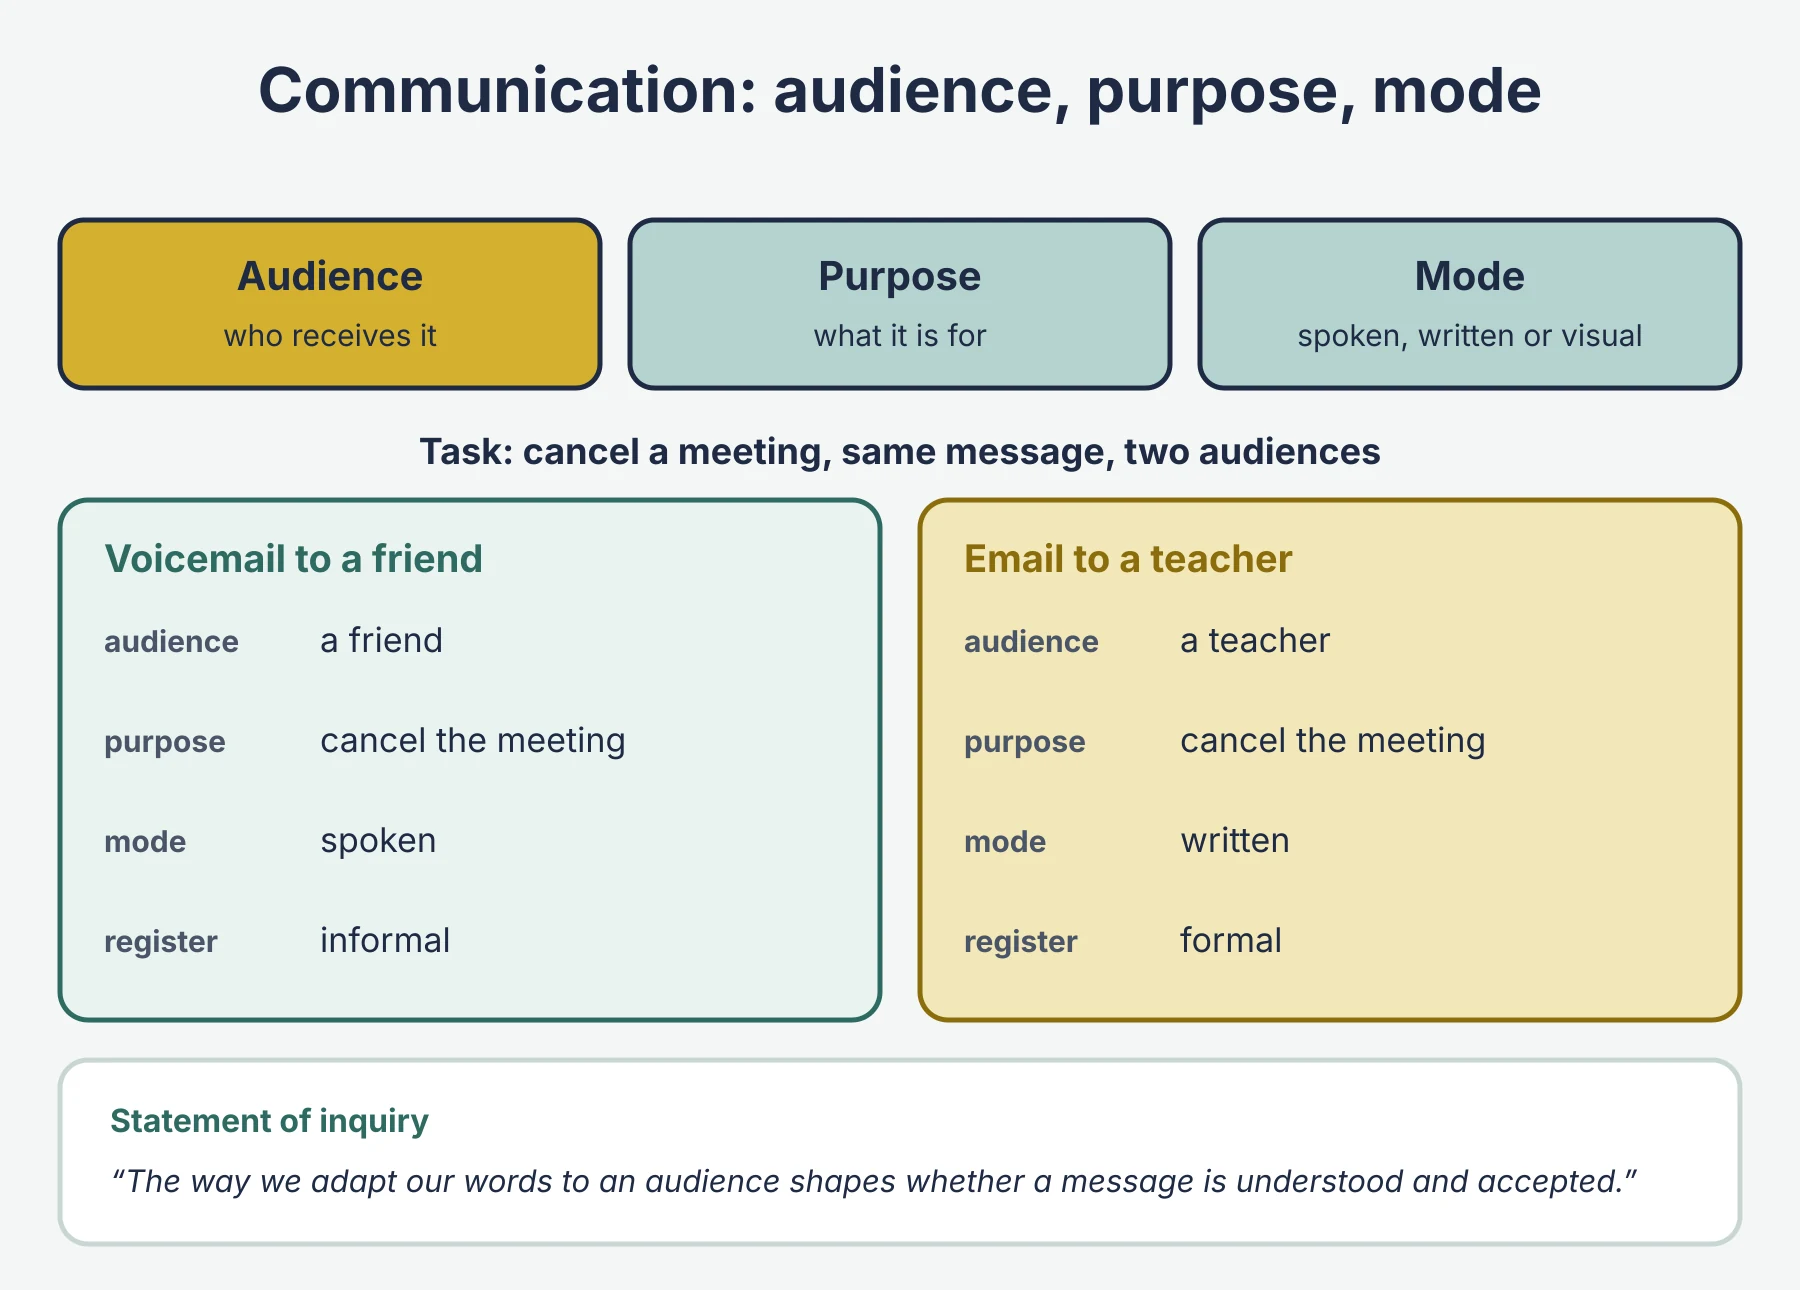 Communication: audience, purpose, mode
Audience
who receives it
Purpose
what it is for
Mode
spoken, written or visual
Task: cancel a meeting, same message, two audiences
Voicemail to a friend
audience a friend
purpose cancel the meeting
mode spoken
register informal
Email to a teacher
audience a teacher
purpose cancel the meeting
mode written
register formal
Statement of inquiry
“The way we adapt our words to an audience shapes whether a message is understood and accepted.”